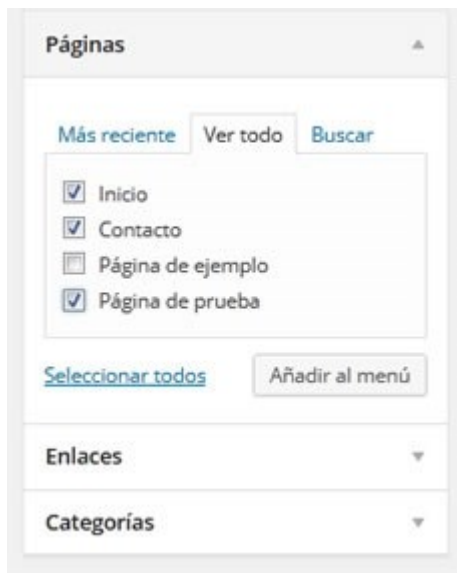 Páginas
Más reciente Ver todo Buscar
Inicio
Contacto
Página de ejemplo
Página de prueba
Seleccionar todos Añadir al menú
Enlaces
Categorías